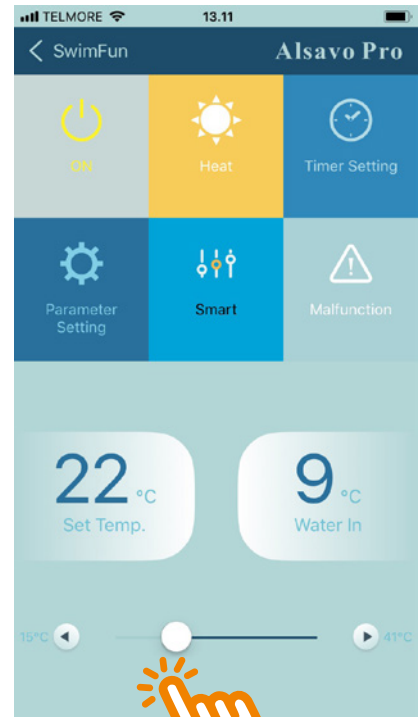 TELMORE 13.11
SwimFun Alsavo Pro
ON Heat Timer Setting
Parameter Setting Smart Malfunction
22 °C 9 °C
Set Temp. Water In
15°C 41°C